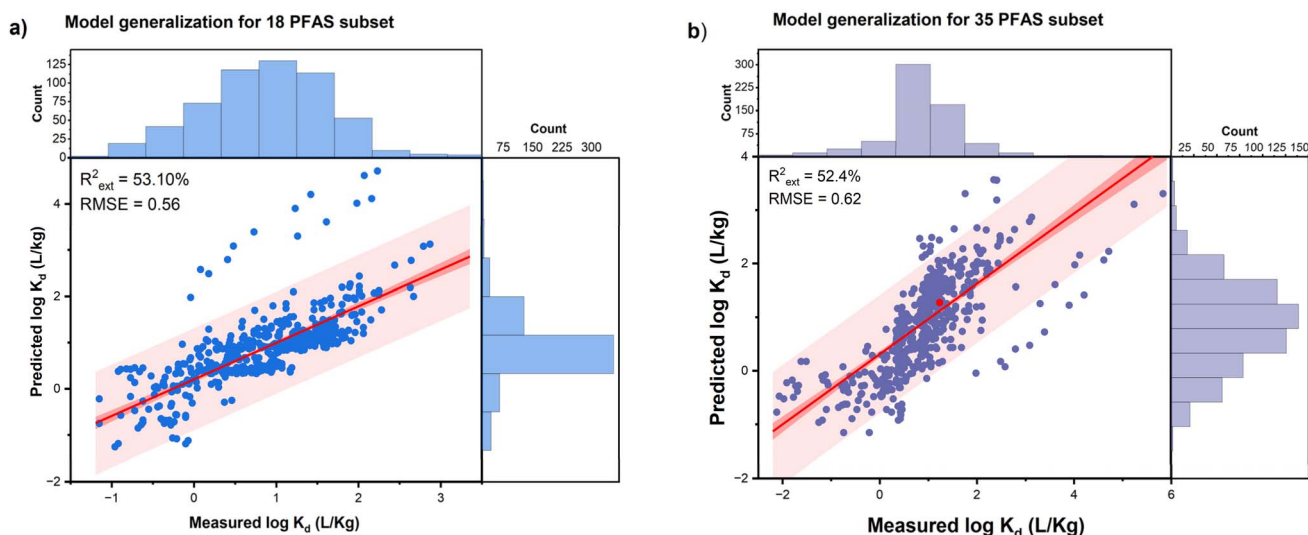 Model generalization for 18 PFAS subset
a)
Count
125
100
75
50
25
0
Count
75 150 225 300
R²ext = 53.10%
RMSE = 0.56
Predicted log Kd (L/kg)
4
2
0
−2
−1 0 1 2 3
Measured log Kd (L/Kg)
Model generalization for 35 PFAS subset
b)
Count
300
225
150
75
0
Count
25 50 75 100 125 150
R²ext = 52.4%
RMSE = 0.62
Predicted log Kd (L/kg)
4
2
0
−2
−2 0 2 4 6
Measured log Kd (L/Kg)